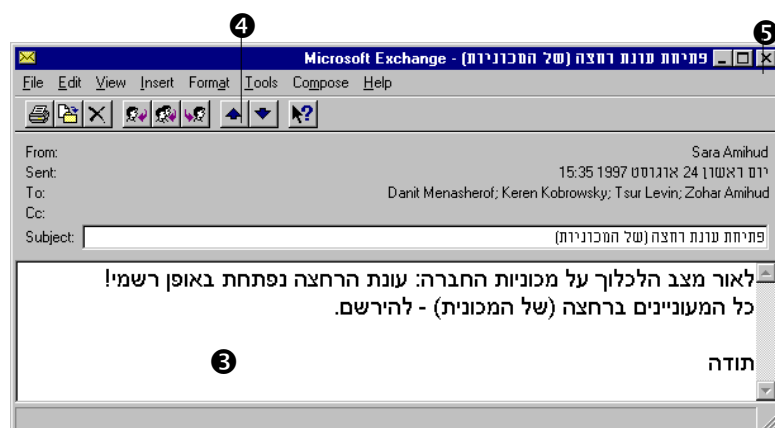 ❹
❺
Microsoft Exchange - פתיחת עונת רחצה (של המכוניות)
File Edit View Insert Format Tools Compose Help
From: Sara Amihud
Sent: יום ראשון 24 אוגוסט 1997 15:35
To: Danit Menasherof; Keren Kobrowsky; Tsur Levin; Zohar Amihud
Cc:
Subject: פתיחת עונת רחצה (של המכוניות)
לאור מצב הלכלוך על מכוניות החברה: עונת הרחצה נפתחת באופן רשמי!
כל המעוניינים ברחצה (של המכונית) - להירשם.
❸
תודה